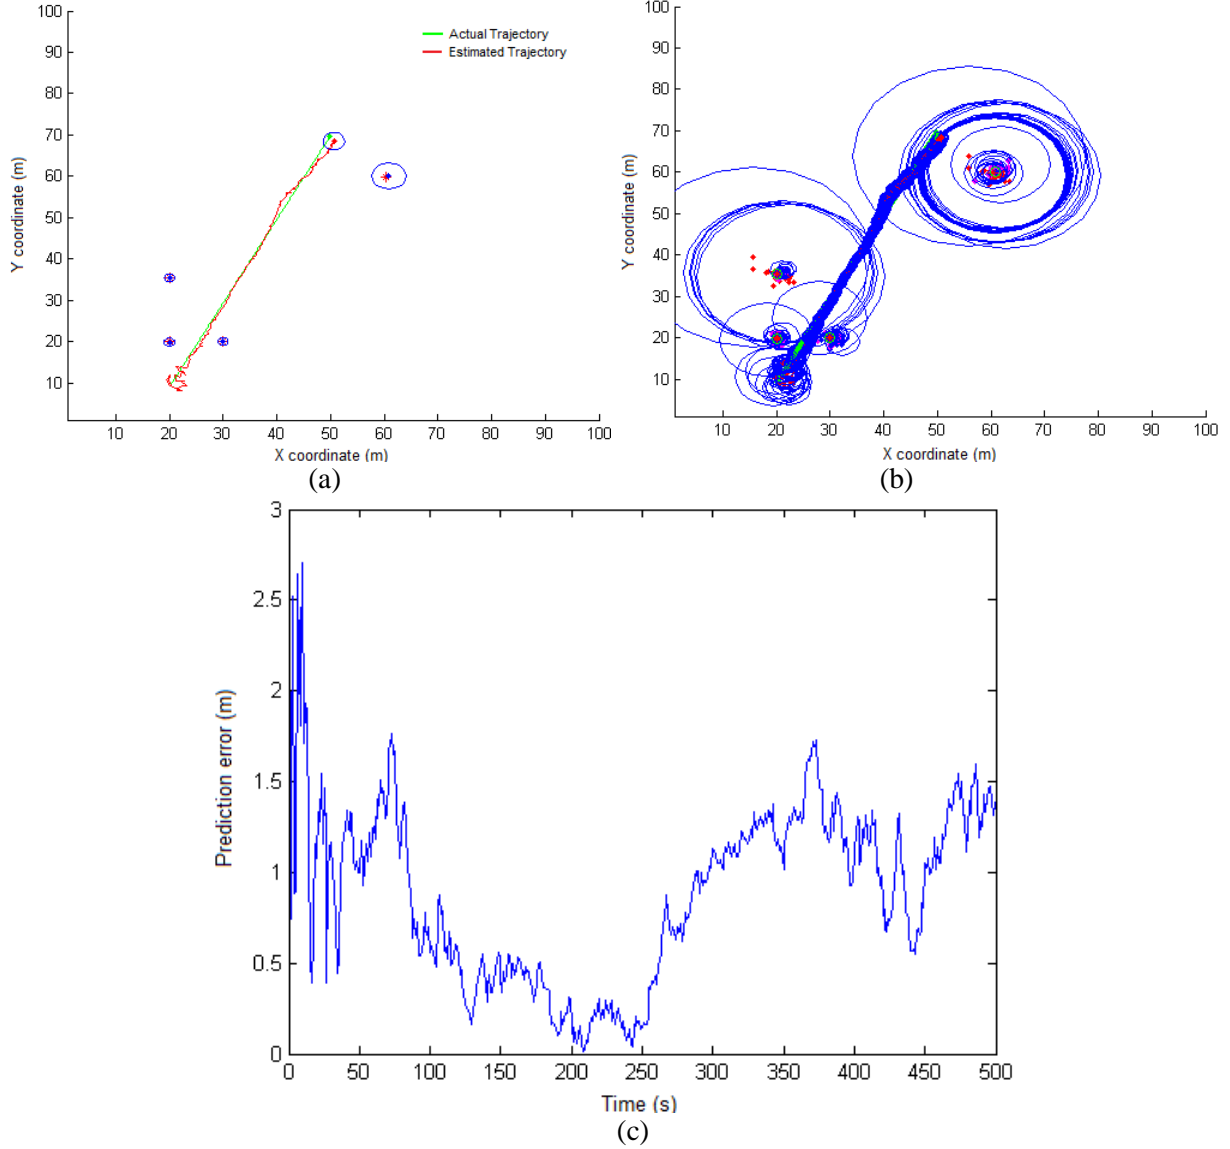 100
90
80
70
60
50
40
30
20
10
Y coordinate (m)
Actual Trajectory
Estimated Trajectory
10 20 30 40 50 60 70 80 90 100
X coordinate (m)
(a)
100
90
80
70
60
50
40
30
20
10
Y coordinate (m)
10 20 30 40 50 60 70 80 90 100
X coordinate (m)
(b)
3
2.5
2
1.5
1
0.5
0
Prediction error (m)
0 50 100 150 200 250 300 350 400 450 500
Time (s)
(c)